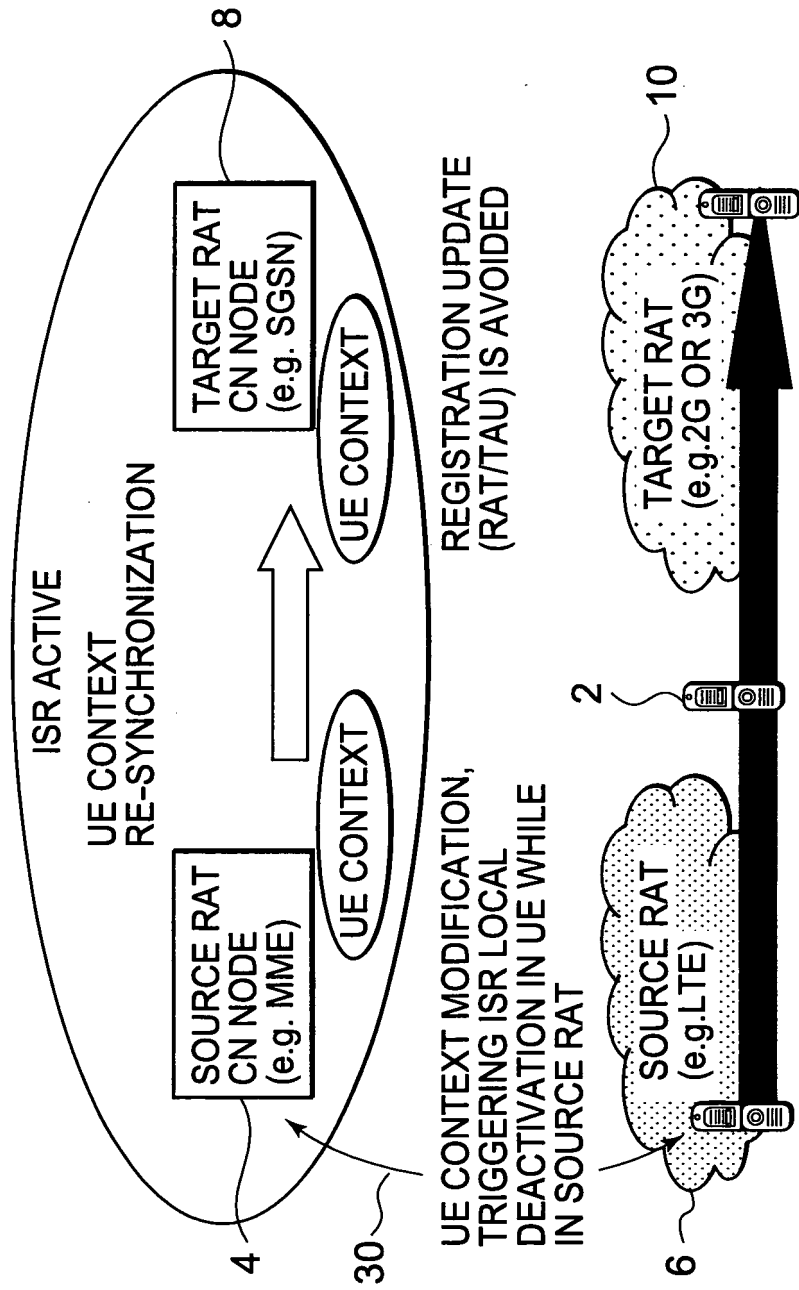 ISR ACTIVE
UE CONTEXT
RE-SYNCHRONIZATION
SOURCE RAT
CN NODE
(e.g. MME)
4
UE CONTEXT
TARGET RAT
CN NODE
(e.g. SGSN)
8
UE CONTEXT
30
UE CONTEXT MODIFICATION,
TRIGGERING ISR LOCAL
DEACTIVATION IN UE WHILE
IN SOURCE RAT
REGISTRATION UPDATE
(RAT/TAU) IS AVOIDED
6
SOURCE RAT
(e.g.LTE)
2
TARGET RAT
(e.g.2G OR 3G)
10